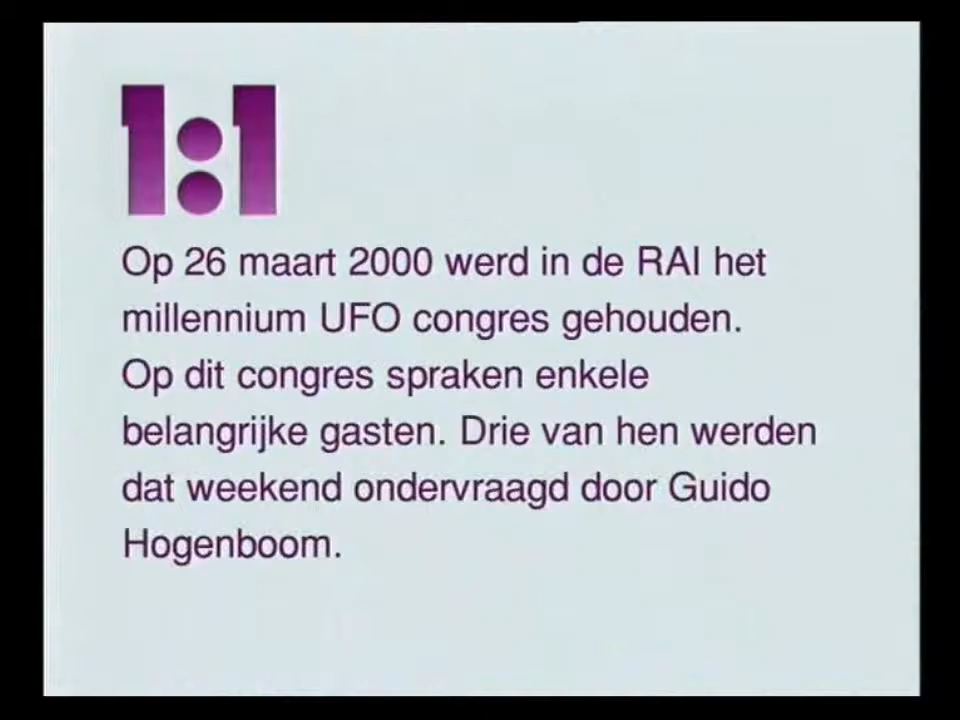 1:1
Op 26 maart 2000 werd in de RAI het
millennium UFO congres gehouden.
Op dit congres spraken enkele
belangrijke gasten. Drie van hen werden
dat weekend ondervraagd door Guido
Hogenboom.